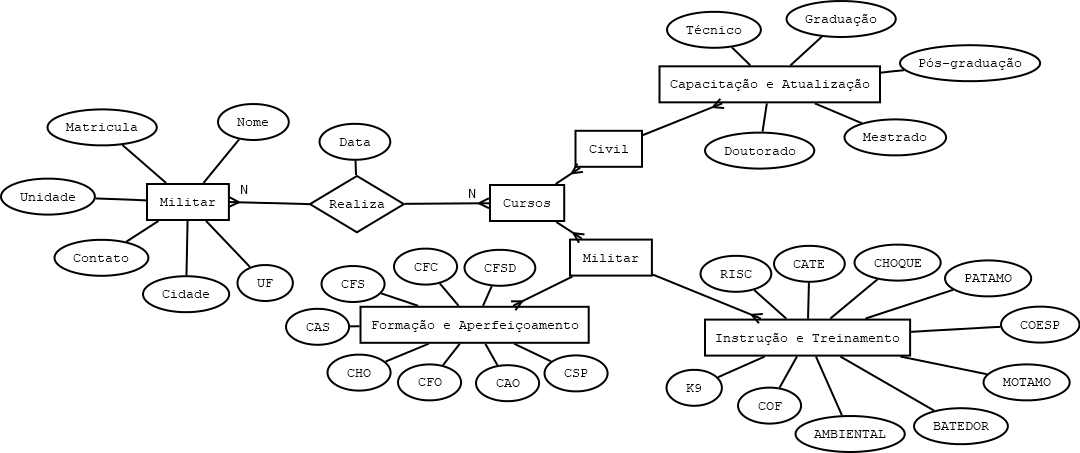 Graduação
Técnico
Pós-graduação
Capacitação e Atualização
Nome
Matricula
Data
Mestrado
Civil
Doutorado
N
N
Unidade
Militar
Realiza
Cursos
Contato
Militar
CFC
CFSD
CATE
CHOQUE
RISC
PATAMO
UF
CFS
Cidade
CAS
Formação e Aperfeiçoamento
COESP
Instrução e Treinamento
CHO
CSP
CFO
CAO
MOTAMO
K9
COF
BATEDOR
AMBIENTAL